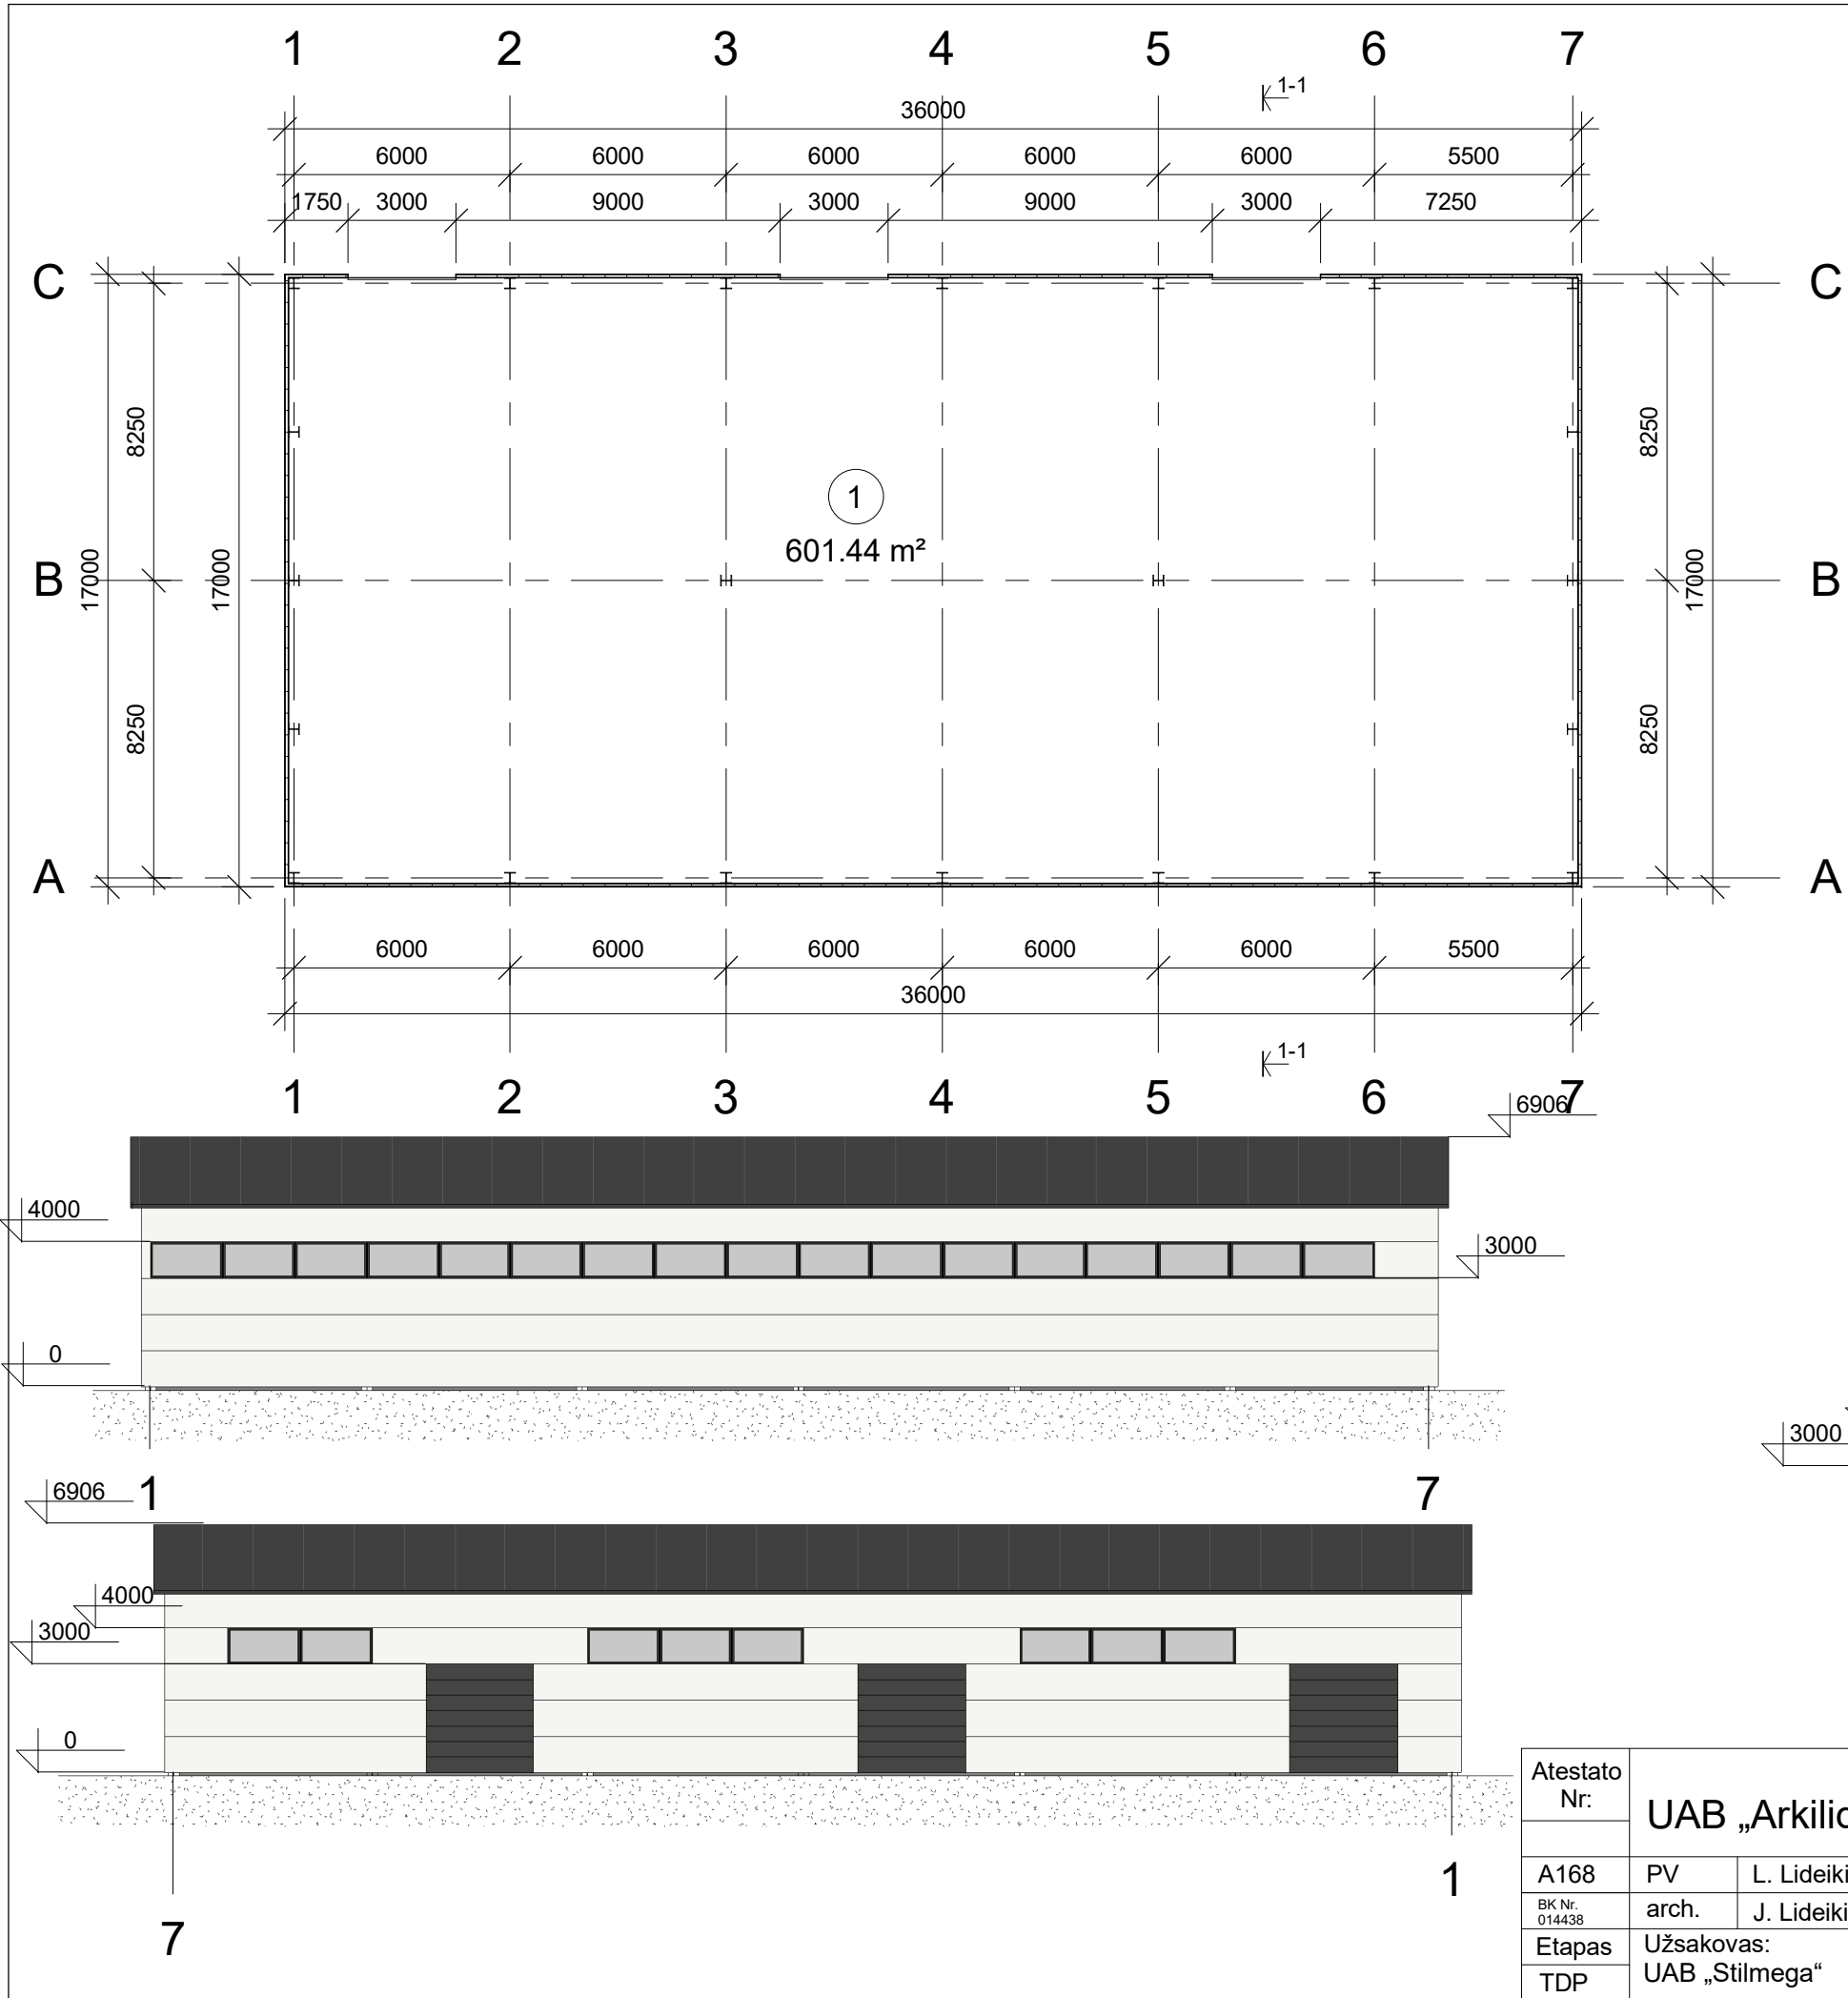 1 2 3 4 5 6 7
1-1
36000
6000 6000 6000 6000 6000 5500
1750 3000 9000 3000 9000 3000 7250
C C
8250 8250
1
601.44 m²
B 17000 17000 17000 B
8250 8250
A A
6000 6000 6000 6000 6000 5500
36000
1-1
1 2 3 4 5 6 7
6906
4000
3000
0
1 7
3000
6906
4000
3000
0
7 1
Atestato
Nr:
UAB
A168 PV L.
BK Nr.
014438
arch. J.
Etapas Užsakovas:
TDP UAB „Stilmega“